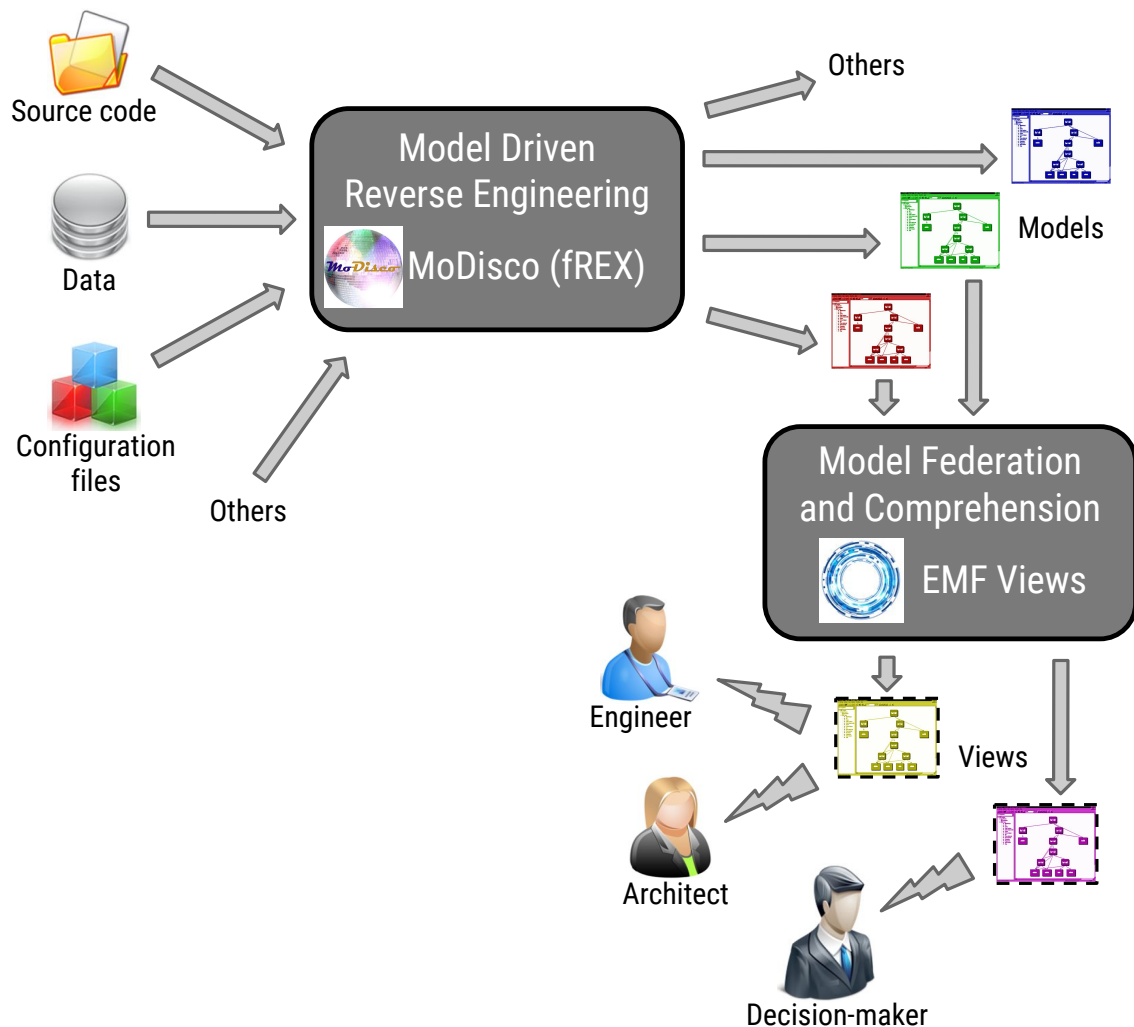 Source code
Others
Model Driven
Reverse Engineering
MoDisco
MoDisco (fREX)
Models
Data
Configuration
files
Others
Model Federation
and Comprehension
EMF Views
Engineer
Views
Architect
Decision-maker